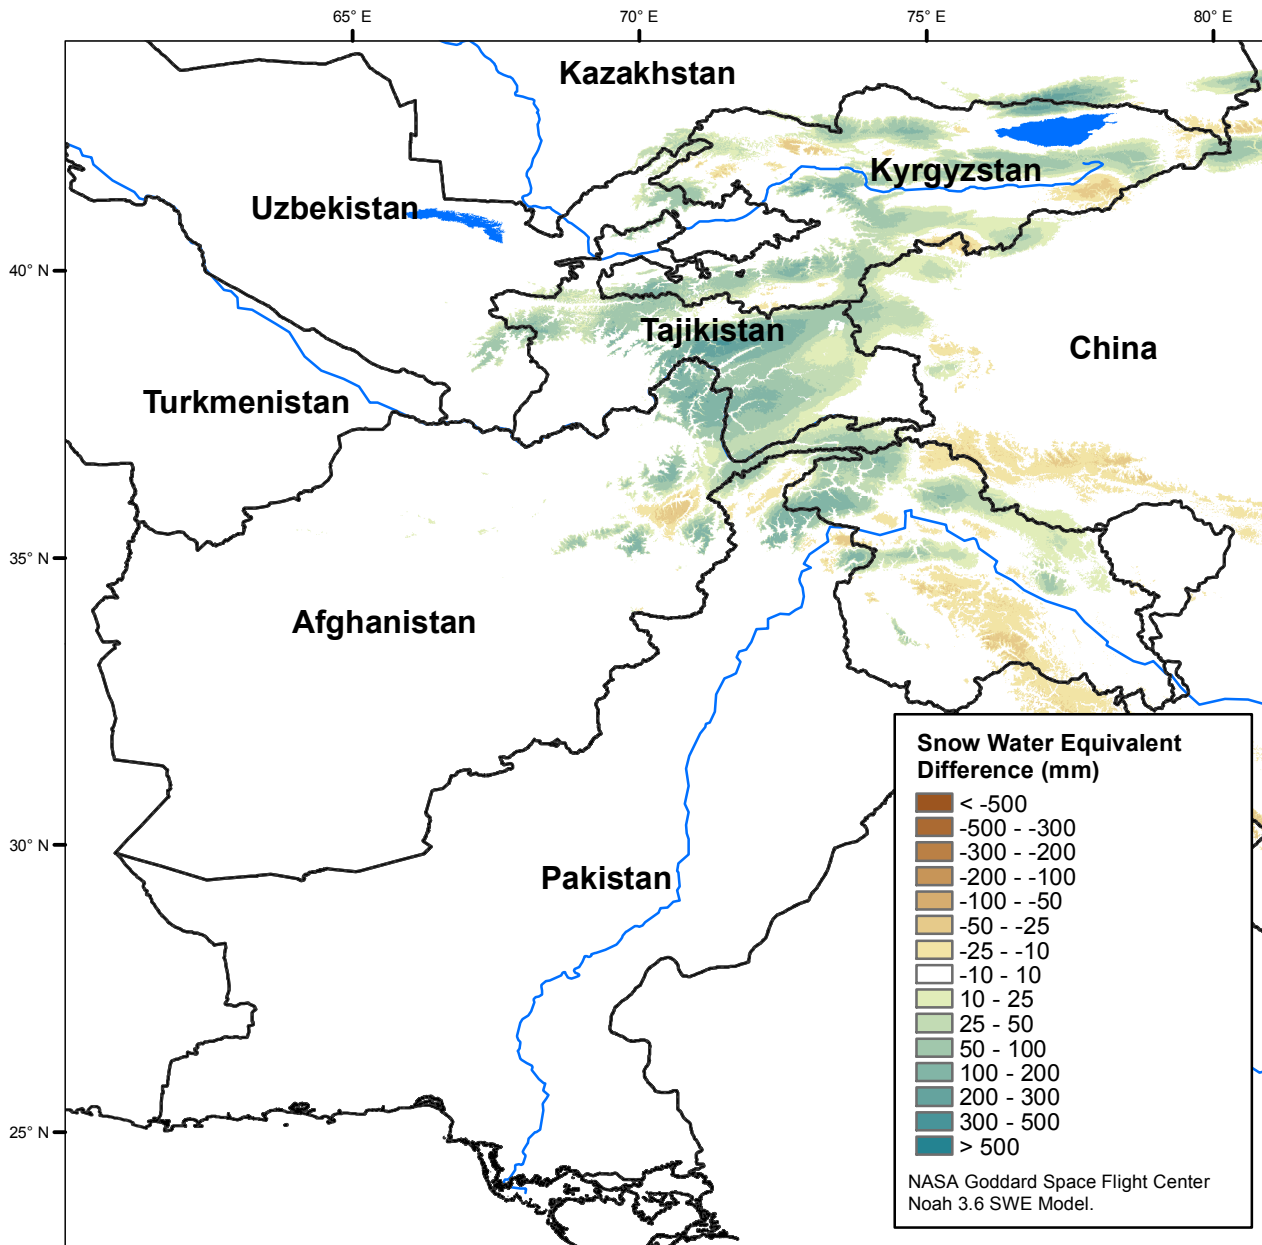 65° E
70° E
75° E
80° E
Kazakhstan
Kyrgyzstan
Uzbekistan
40° N
Tajikistan
China
Turkmenistan
35° N
Afghanistan
Snow Water Equivalent
Difference (mm)
< -500
-500 - -300
-300 - -200
-200 - -100
-100 - -50
-50 - -25
-25 - -10
-10 - 10
10 - 25
25 - 50
50 - 100
100 - 200
200 - 300
300 - 500
> 500
NASA Goddard Space Flight Center
Noah 3.6 SWE Model.
30° N
Pakistan
25° N